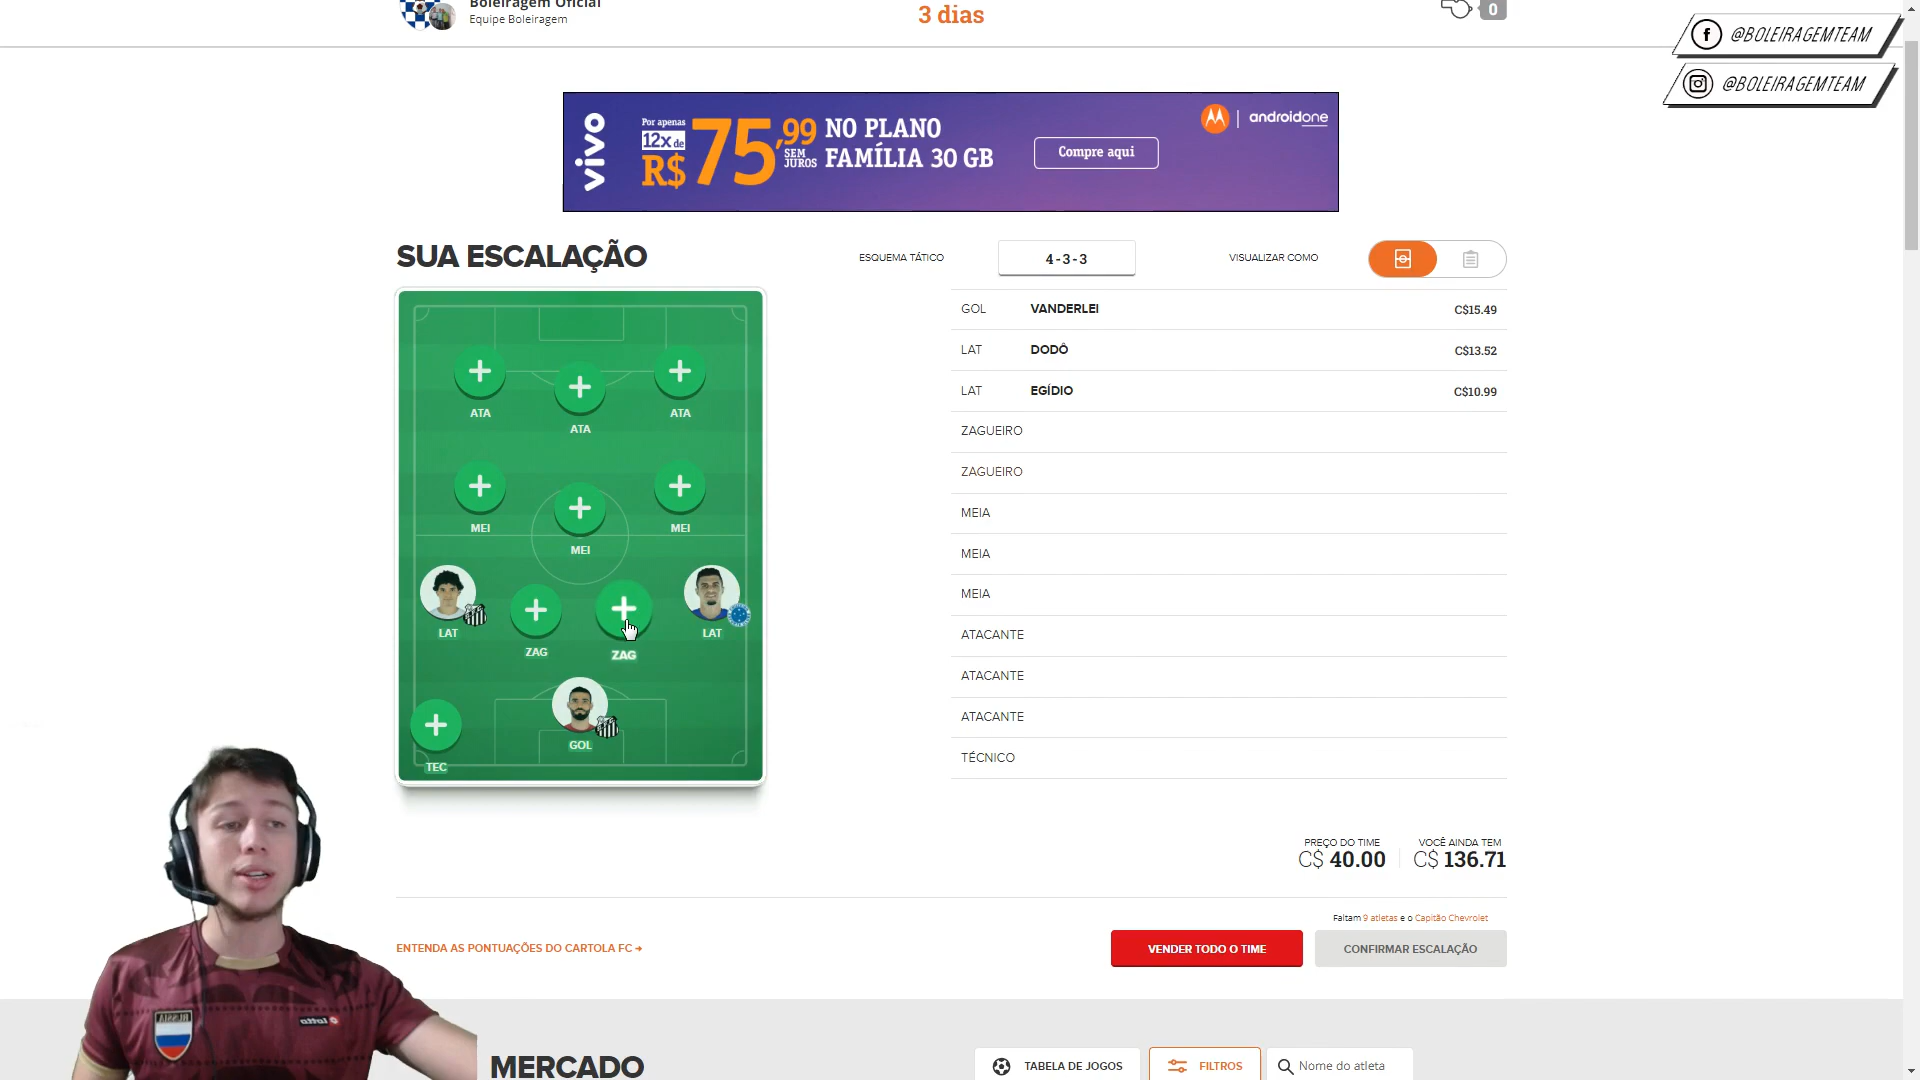 Boleiragem Oficial
Equipe Boleiragem
3 dias
0
@BOLEIRAGEMTEAM
@BOLEIRAGEMTEAM
vivo
Por apenas
12x de
R$ 75,99
SEM JUROS
NO PLANO
FAMÍLIA 30 GB
Compre aqui
androidone
SUA ESCALAÇÃO
ESQUEMA TÁTICO
4-3-3
VISUALIZAR COMO
ATA
ATA
ATA
MEI
MEI
MEI
LAT
ZAG
ZAG
LAT
GOL
TEC
GOL VANDERLEI C$15.49
LAT DODÔ C$13.52
LAT EGÍDIO C$10.99
ZAGUEIRO
ZAGUEIRO
MEIA
MEIA
MEIA
ATACANTE
ATACANTE
ATACANTE
TÉCNICO
PREÇO DO TIME
C$ 40.00
VOCÊ AINDA TEM
C$ 136.71
Faltam 9 atletas e o Capitão Chevrolet
ENTENDA AS PONTUAÇÕES DO CARTOLA FC
VENDER TODO O TIME
CONFIRMAR ESCALAÇÃO
RUSSIA
lotto
MERCADO
TABELA DE JOGOS
FILTROS
Nome do atleta